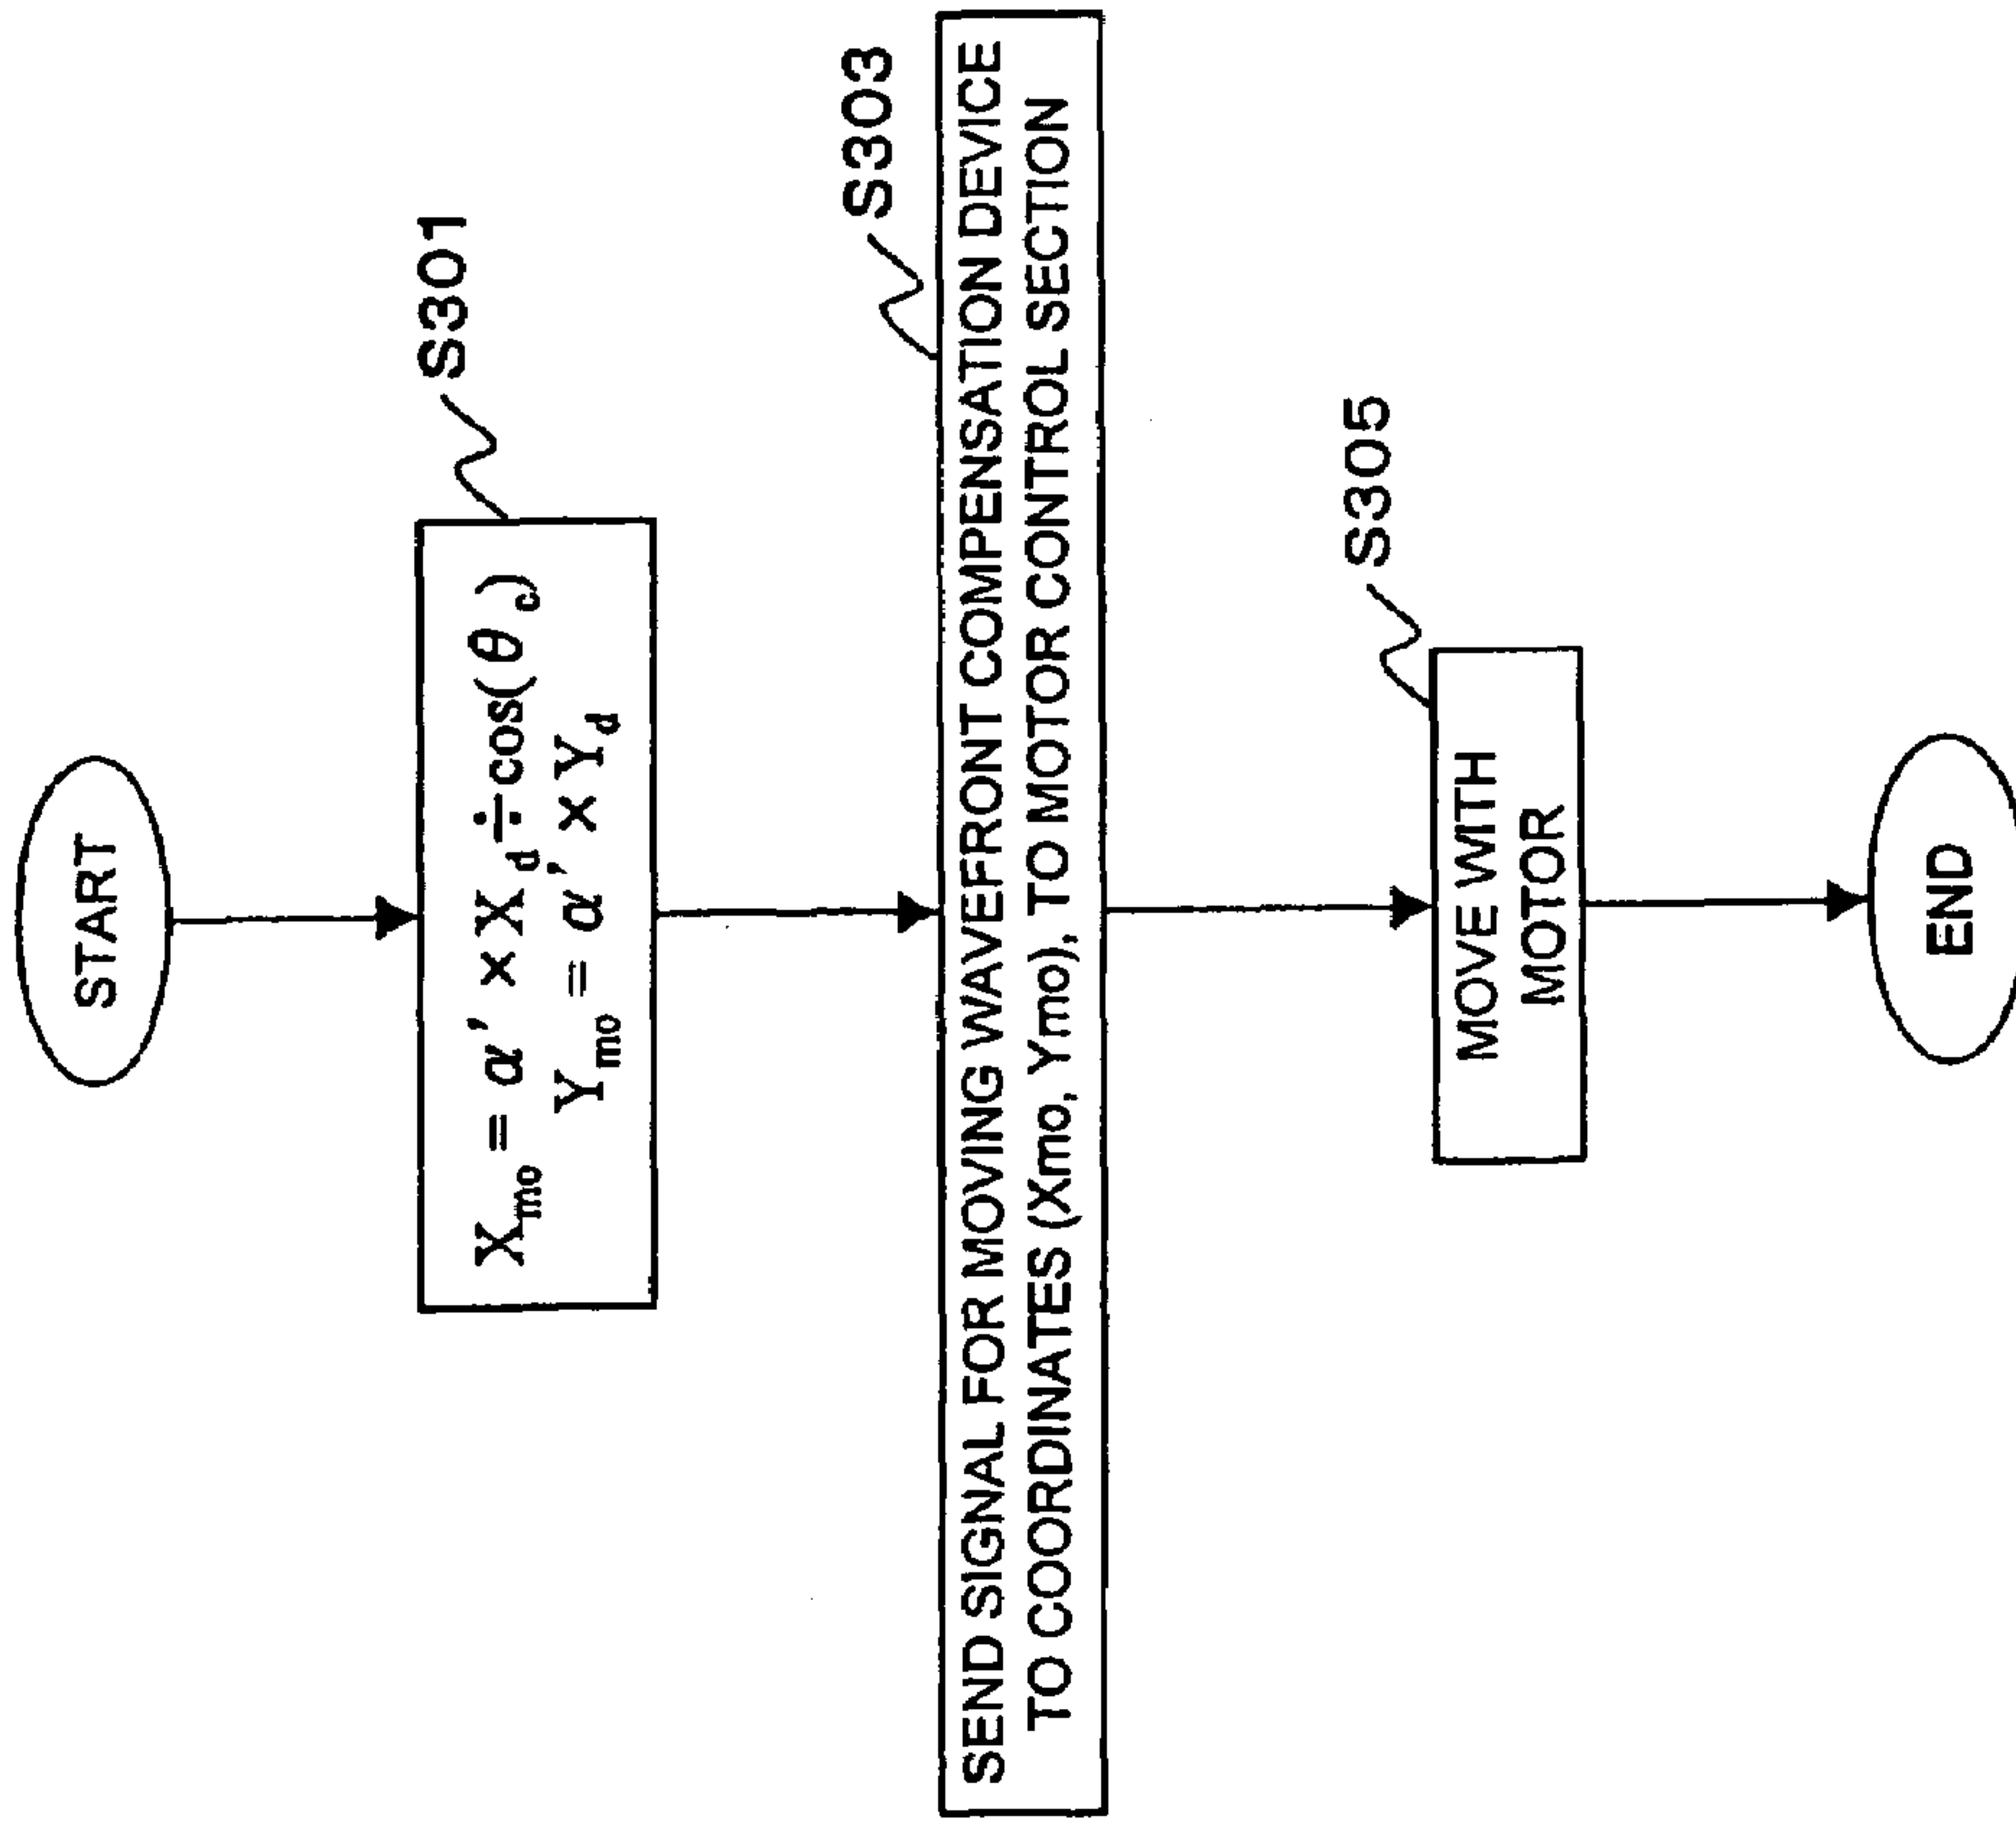 START
S301
X_mo = α' × X_d ÷ cos(θ_c)
Y_mo = α' × Y_d
S303
SEND SIGNAL FOR MOVING WAVEFRONT COMPENSATION DEVICE
TO COORDINATES (Xmo, Ymo), TO MOTOR CONTROL SECTION
S305
MOVE WITH
MOTOR
END